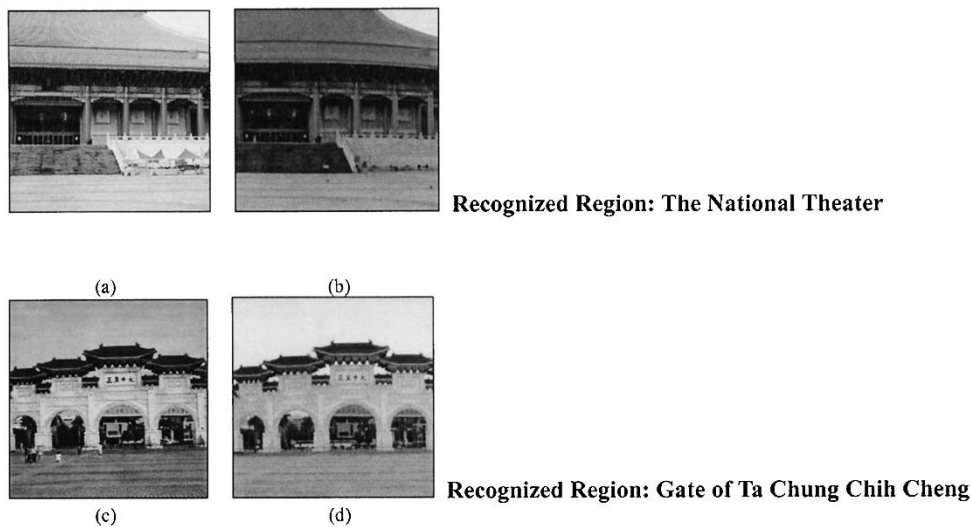 Recognized Region: The National Theater
(a) (b)
Recognized Region: Gate of Ta Chung Chih Cheng
(c) (d)